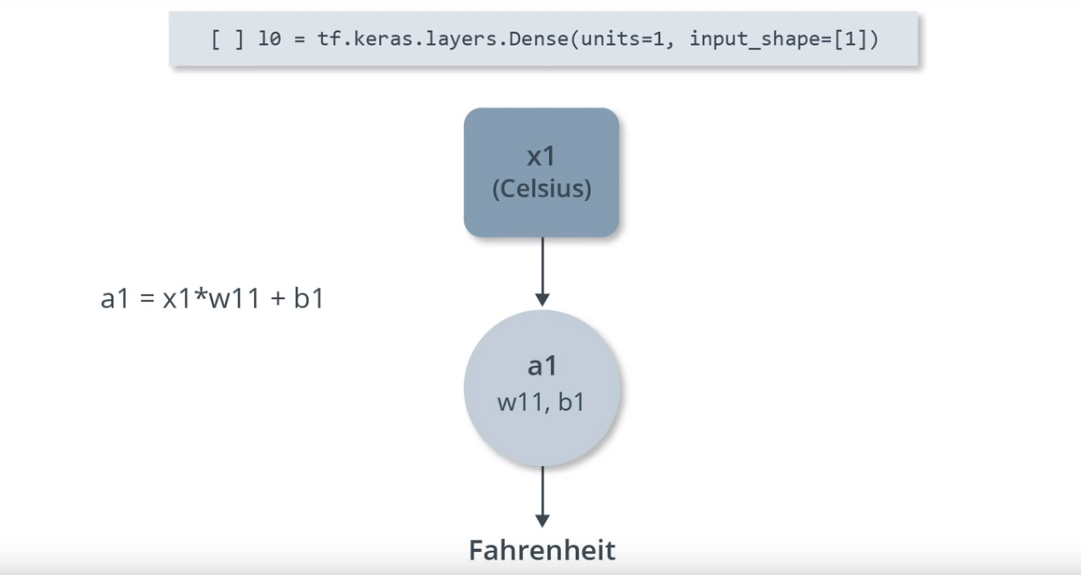 [ ] l0 = tf.keras.layers.Dense(units=1, input_shape=[1])
x1
(Celsius)
a1 = x1*w11 + b1
a1
w11, b1
Fahrenheit